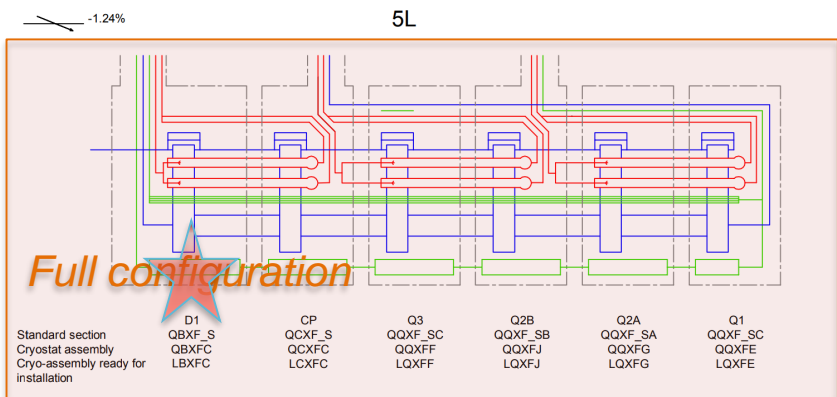 -1.24%
5L
Full configuration
D1 CP Q3 Q2B Q2A Q1
Standard section QBXF_S QCXF_S QQXF_SC QQXF_SB QQXF_SA QQXF_SC
Cryostat assembly QBXFC QCXFC QQXFF QQXFJ QQXFG QQXFE
Cryo-assembly ready for LBXFC LCXFC LQXFF LQXFJ LQXFG LQXFE
installation